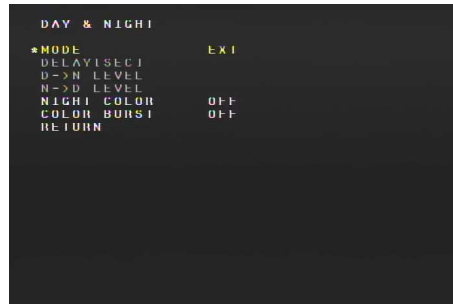 DAY & NIGHT
*MODE EXT
DELAY(SEC)
D->N LEVEL
N->D LEVEL
NIGHT COLOR OFF
COLOR BURST OFF
RETURN